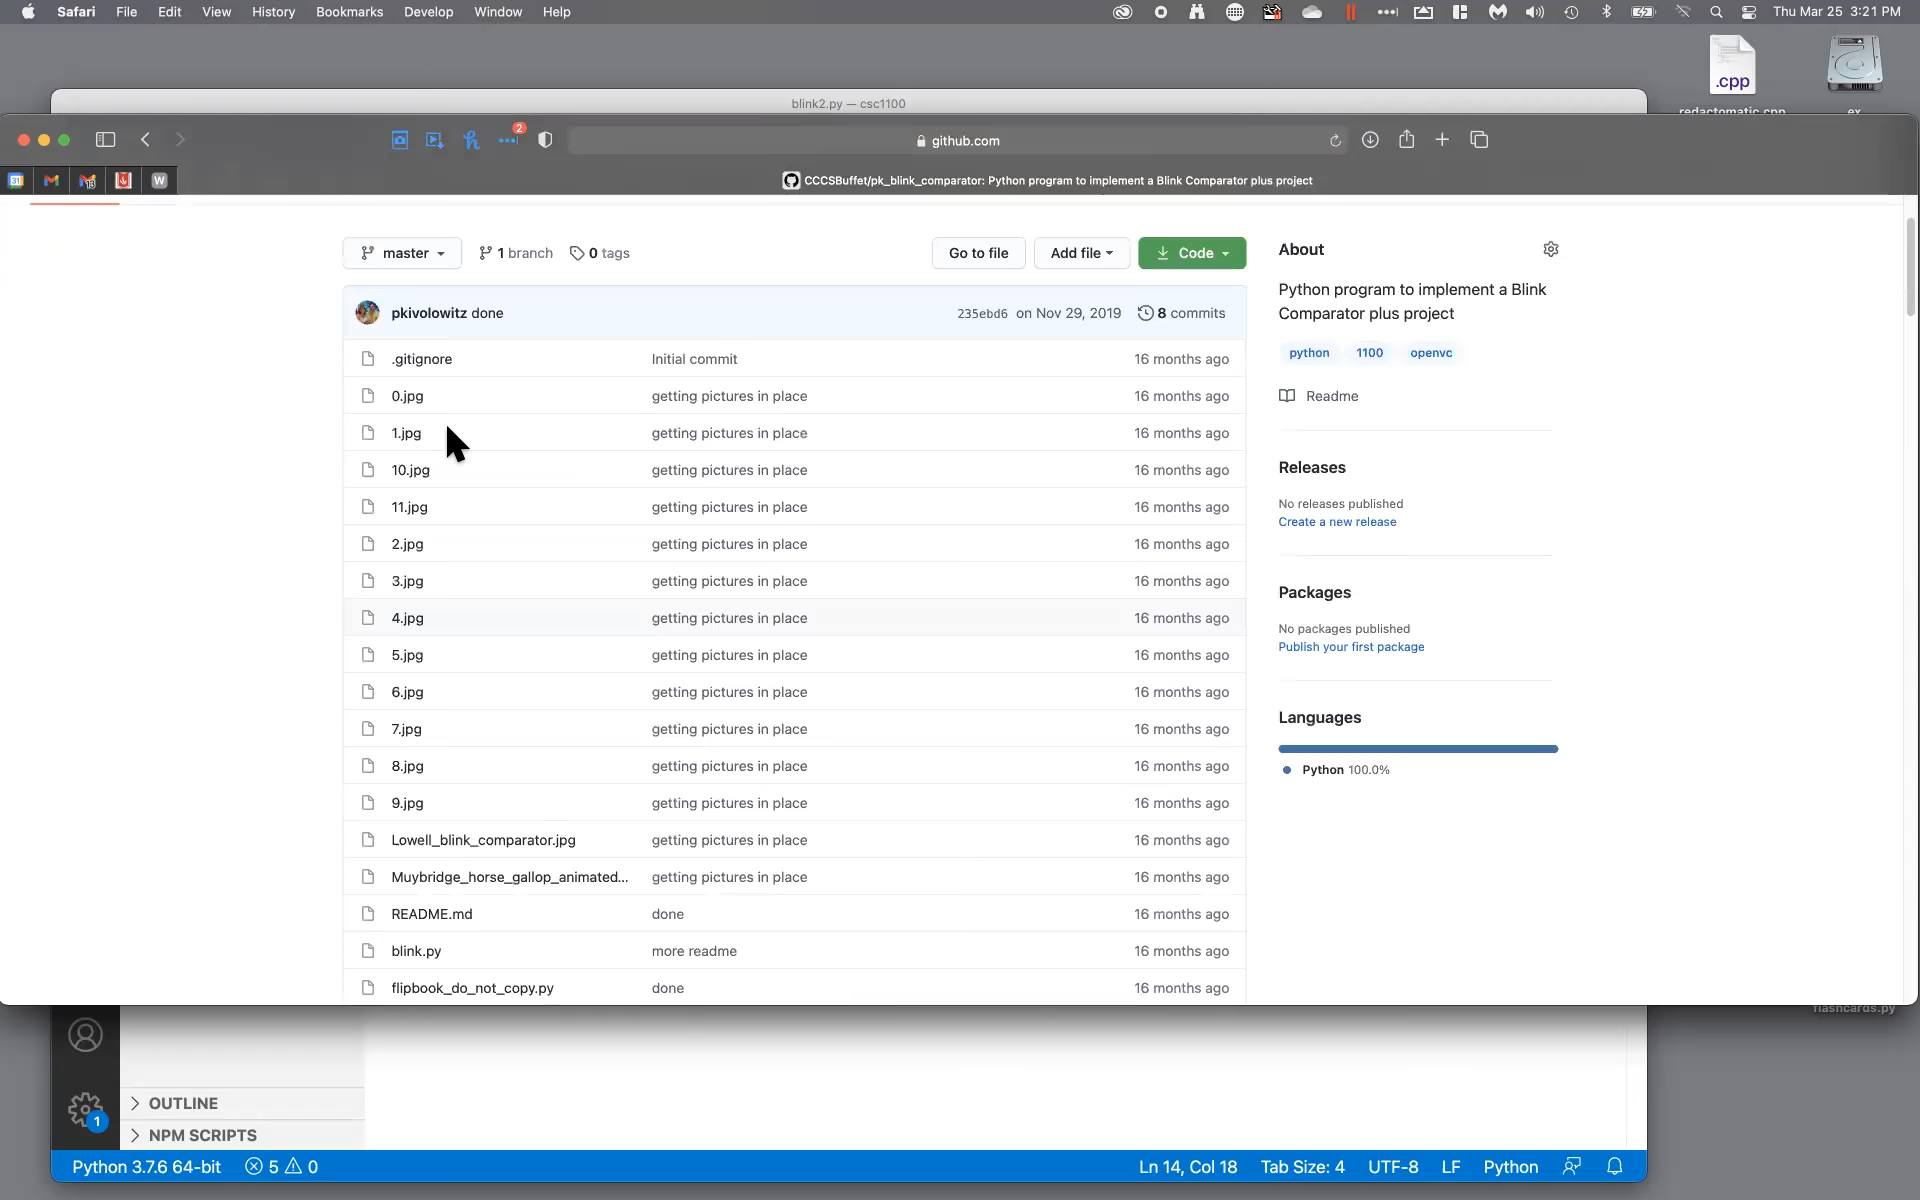 Safari File Edit View History Bookmarks Develop Window Help Thu Mar 25 3:21 PM
.cpp
redactomatic.cpp ex
blink2.py — csc1100
2 github.com
31 13 W CCCSBuffet/pk_blink_comparator: Python program to implement a Blink Comparator plus project
master 1 branch 0 tags Go to file Add file Code
pkivolowitz done 235ebd6 on Nov 29, 2019 8 commits
.gitignore Initial commit 16 months ago
0.jpg getting pictures in place 16 months ago
1.jpg getting pictures in place 16 months ago
10.jpg getting pictures in place 16 months ago
11.jpg getting pictures in place 16 months ago
2.jpg getting pictures in place 16 months ago
3.jpg getting pictures in place 16 months ago
4.jpg getting pictures in place 16 months ago
5.jpg getting pictures in place 16 months ago
6.jpg getting pictures in place 16 months ago
7.jpg getting pictures in place 16 months ago
8.jpg getting pictures in place 16 months ago
9.jpg getting pictures in place 16 months ago
Lowell_blink_comparator.jpg getting pictures in place 16 months ago
Muybridge_horse_gallop_animated... getting pictures in place 16 months ago
README.md done 16 months ago
blink.py more readme 16 months ago
flipbook_do_not_copy.py done 16 months ago
About
Python program to implement a Blink
Comparator plus project
python 1100 openvc
Readme
Releases
No releases published
Create a new release
Packages
No packages published
Publish your first package
Languages
Python 100.0%
flashcards.py
OUTLINE
1
NPM SCRIPTS
Python 3.7.6 64-bit 5 0 Ln 14, Col 18 Tab Size: 4 UTF-8 LF Python